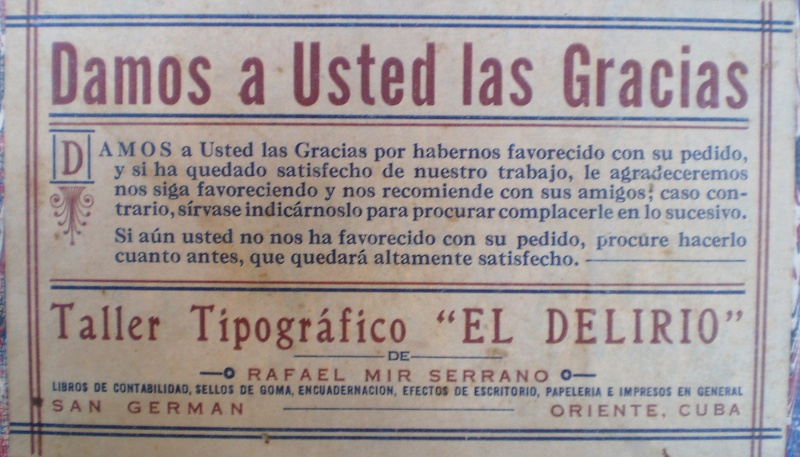 Damos a Usted las Gracias
DAMOS a Usted las Gracias por habernos favorecido con su pedido,
y si ha quedado satisfecho de nuestro trabajo, le agradeceremos
nos siga favoreciendo y nos recomiende con sus amigos; caso con-
trario, sírvase indicárnoslo para procurar complacerle en lo sucesivo.
Si aún usted no nos ha favorecido con su pedido, procure hacerlo
cuanto antes, que quedará altamente satisfecho.
Taller Tipográfico "EL DELIRIO"
DE
RAFAEL MIR SERRANO
LIBROS DE CONTABILIDAD, SELLOS DE GOMA, ENCUADERNACION, EFECTOS DE ESCRITORIO, PAPELERIA E IMPRESOS EN GENERAL
SAN GERMAN ORIENTE, CUBA